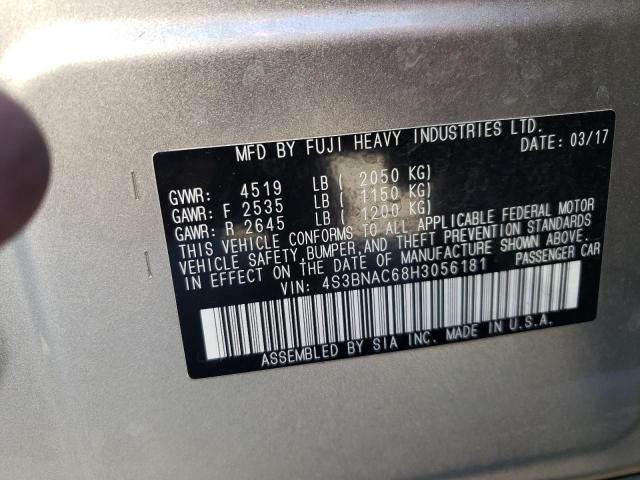 MFD BY FUJI HEAVY INDUSTRIES LTD.
DATE: 03/17
GVWR: 4519 LB ( 2050 KG)
GAWR: F 2535 LB ( 1150 KG)
GAWR: R 2645 LB ( 1200 KG)
THIS VEHICLE CONFORMS TO ALL APPLICABLE FEDERAL MOTOR
VEHICLE SAFETY, BUMPER, AND THEFT PREVENTION STANDARDS
IN EFFECT ON THE DATE OF MANUFACTURE SHOWN ABOVE.
VIN: 4S3BNAC68H3056181 PASSENGER CAR
ASSEMBLED BY SIA INC. MADE IN U.S.A.